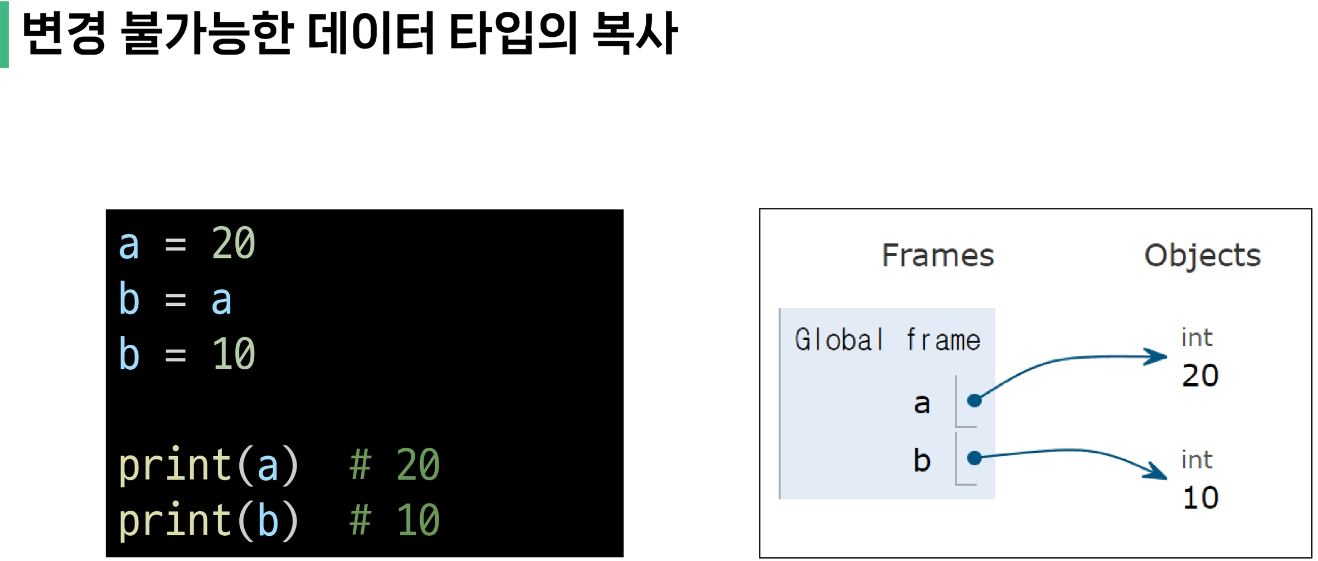 변경 불가능한 데이터 타입의 복사
a = 20
b = a
b = 10
print(a)  # 20
print(b)  # 10
Frames Objects
Global frame
a
b
int
20
int
10